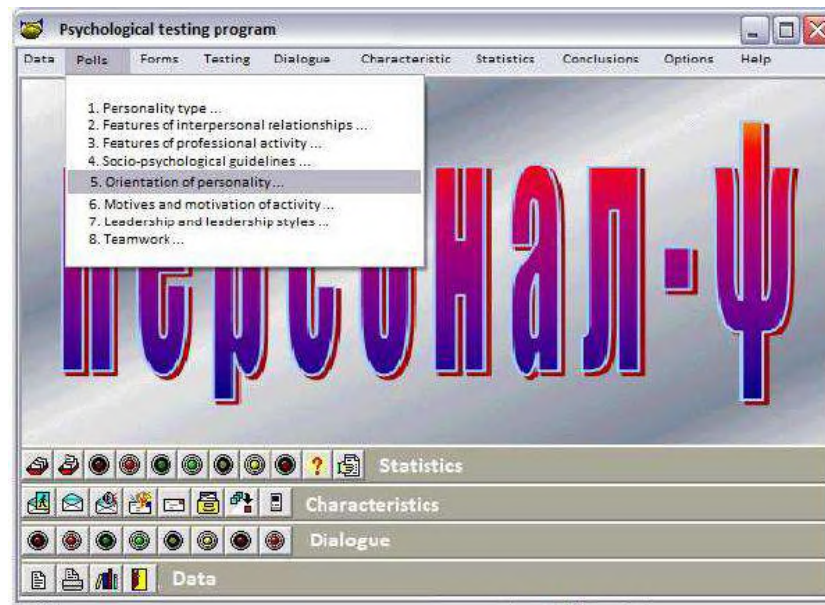 Psychological testing program
Data Polls Forms Testing Dialogue Characteristic Statistics Conclusions Options Help
1. Personality type ...
2. Features of interpersonal relationships ...
3. Features of professional activity ...
4. Socio-psychological guidelines ...
5. Orientation of personality ...
6. Motives and motivation of activity ...
7. Leadership and leadership styles ...
8. Teamwork ...
персонал-ψ
Statistics
Characteristics
Dialogue
Data